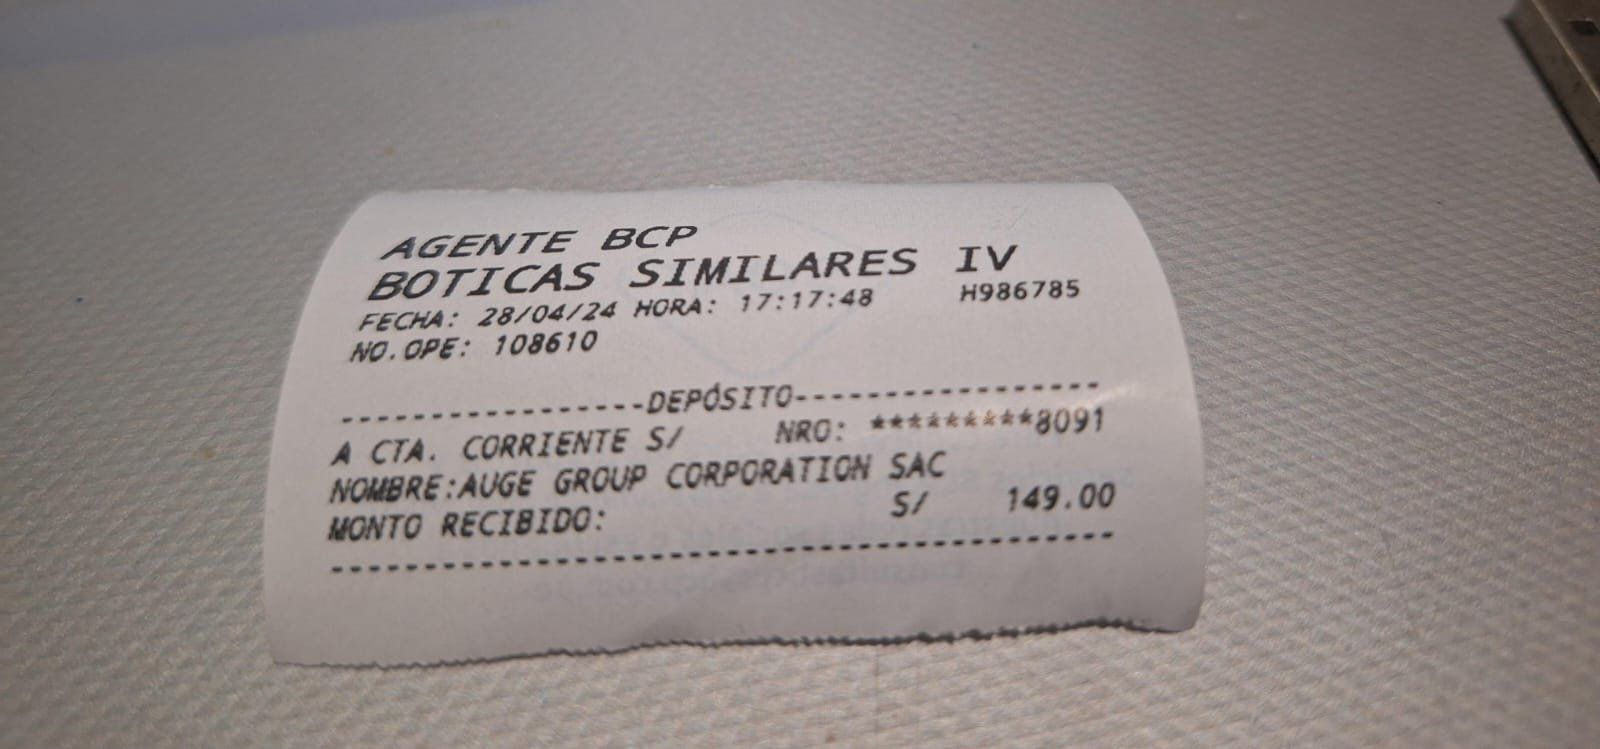 AGENTE BCP
BOTICAS SIMILARES IV
FECHA: 28/04/24 HORA: 17:17:48 H986785
NO.OPE: 108610
------------------DEPÓSITO------------------
A CTA. CORRIENTE S/ NRO: *********8091
NOMBRE:AUGE GROUP CORPORATION SAC
MONTO RECIBIDO: S/ 149.00
--------------------------------------------